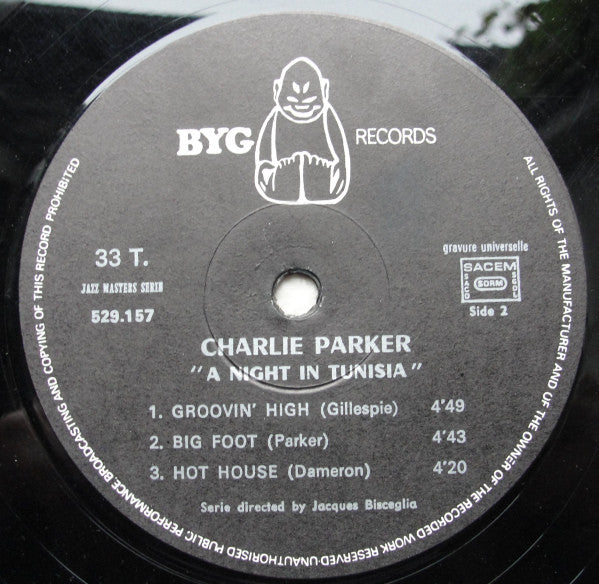 BYG RECORDS
33 T.
JAZZ MASTERS SERIE
529.157
gravure universelle
SACEM
SACD SDRM SGDL
Side 2
CHARLIE PARKER
"A NIGHT IN TUNISIA"
1. GROOVIN' HIGH (Gillespie) 4'49
2. BIG FOOT (Parker) 4'43
3. HOT HOUSE (Dameron) 4'20
Serie directed by Jacques Bisceglia
ALL RIGHTS OF THE MANUFACTURER AND OF THE OWNER OF THE RECORDED WORK RESERVED-UNAUTHORISED PUBLIC PERFORMANCE BROADCASTING AND COPYING OF THIS RECORD PROHIBITED